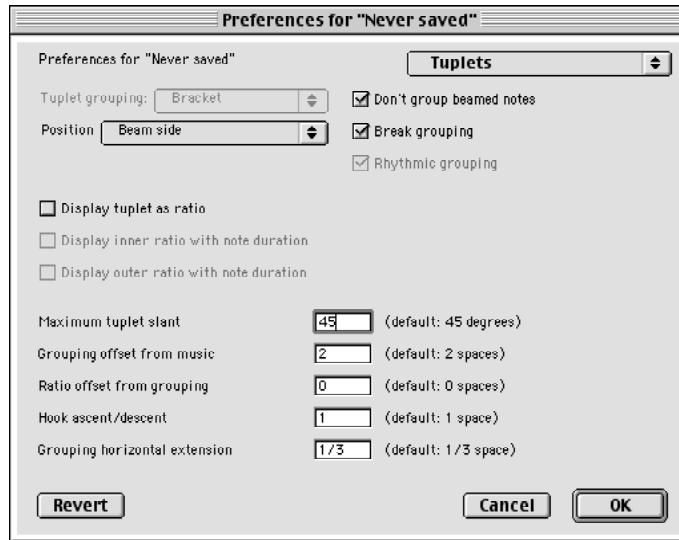 Preferences for "Never saved"
Preferences for "Never saved" Tuplets
Tuplet grouping: Bracket Don't group beamed notes
Position Beam side Break grouping
Rhythmic grouping
Display tuplet as ratio
Display inner ratio with note duration
Display outer ratio with note duration
Maximum tuplet slant 45 (default: 45 degrees)
Grouping offset from music 2 (default: 2 spaces)
Ratio offset from grouping 0 (default: 0 spaces)
Hook ascent/descent 1 (default: 1 space)
Grouping horizontal extension 1/3 (default: 1/3 space)
Revert Cancel OK